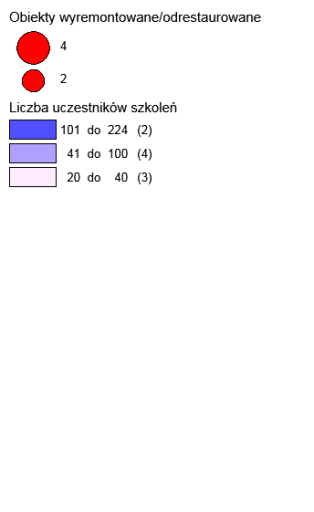 Obiekty wyremontowane/odrestaurowane
4
2
Liczba uczestników szkoleń
101 do 224 (2)
41 do 100 (4)
20 do 40 (3)